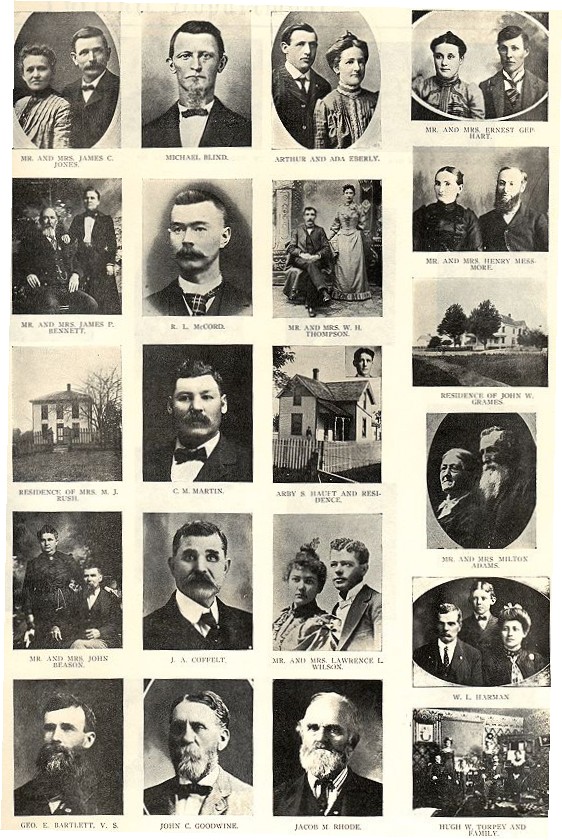 MR. AND MRS. JAMES C.
JONES.
MICHAEL BLIND.
ARTHUR AND ADA EBERLY.
MR. AND MRS. ERNEST GEP-
HART.
MR. AND MRS. JAMES P.
BENNETT.
R. L. McCORD.
MR. AND MRS. W. H.
THOMPSON.
MR. AND MRS. HENRY MESS-
MORE.
RESIDENCE OF JOHN W.
GRAMES.
RESIDENCE OF MRS. M. J.
RUSH.
C. M. MARTIN.
ARBY S. HAUFT AND RESI-
DENCE.
MR. AND MRS MILTON
ADAMS.
MR. AND MRS. JOHN
BEASON.
J. A. COFFELT.
MR. AND MRS. LAWRENCE L.
WILSON.
W. L. HARMAN
GEO. E. BARTLETT, V. S.
JOHN C. GOODWINE.
JACOB M. RHODE.
HUGH W. TORPEY AND
FAMILY.